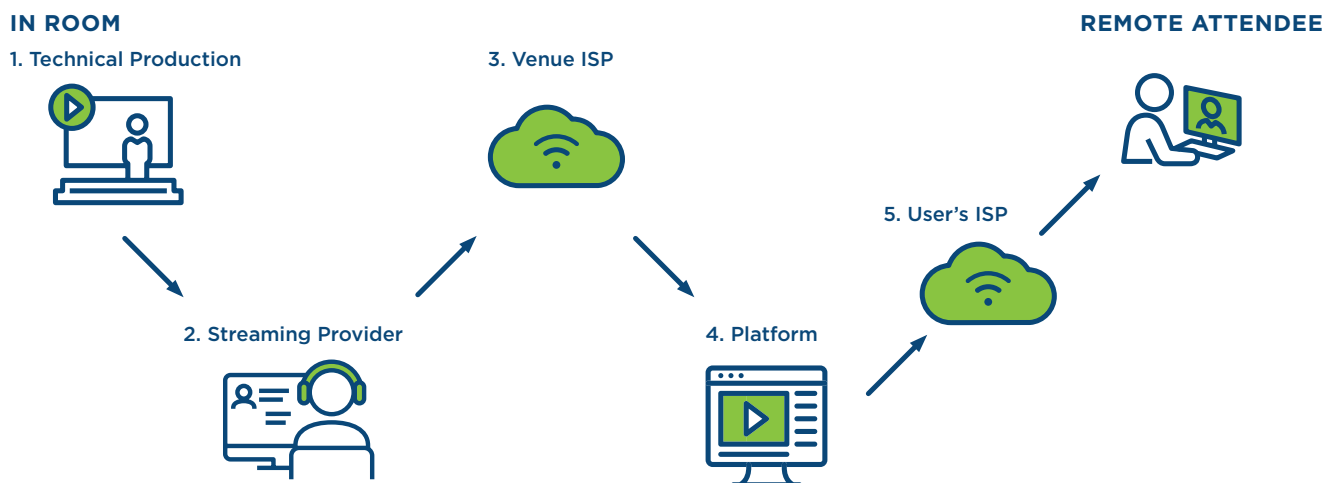 IN ROOM
REMOTE ATTENDEE
1. Technical Production
3. Venue ISP
5. User's ISP
2. Streaming Provider
4. Platform